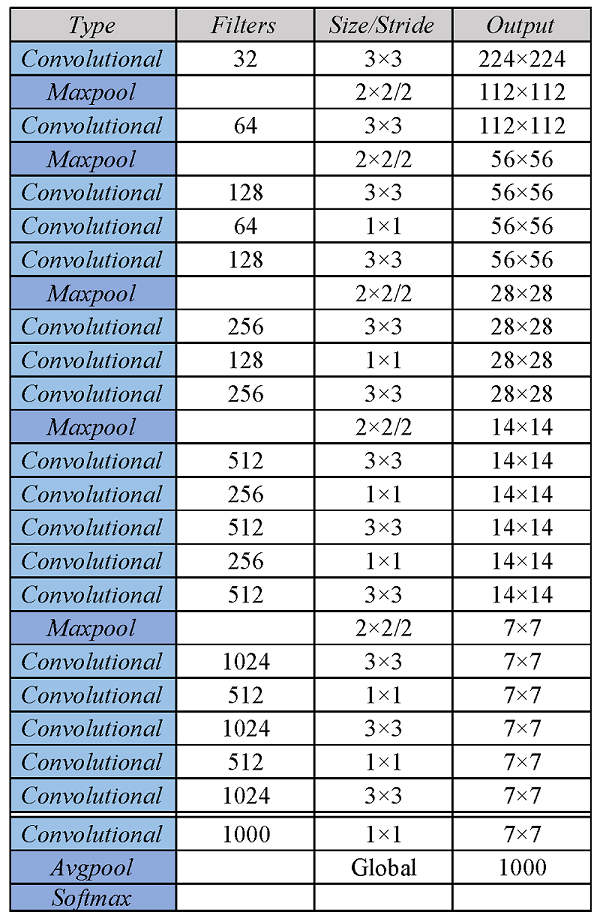 Type Filters Size/Stride Output
Convolutional 32 3×3 224×224
Maxpool 2×2/2 112×112
Convolutional 64 3×3 112×112
Maxpool 2×2/2 56×56
Convolutional 128 3×3 56×56
Convolutional 64 1×1 56×56
Convolutional 128 3×3 56×56
Maxpool 2×2/2 28×28
Convolutional 256 3×3 28×28
Convolutional 128 1×1 28×28
Convolutional 256 3×3 28×28
Maxpool 2×2/2 14×14
Convolutional 512 3×3 14×14
Convolutional 256 1×1 14×14
Convolutional 512 3×3 14×14
Convolutional 256 1×1 14×14
Convolutional 512 3×3 14×14
Maxpool 2×2/2 7×7
Convolutional 1024 3×3 7×7
Convolutional 512 1×1 7×7
Convolutional 1024 3×3 7×7
Convolutional 512 1×1 7×7
Convolutional 1024 3×3 7×7
Convolutional 1000 1×1 7×7
Avgpool Global 1000
Softmax